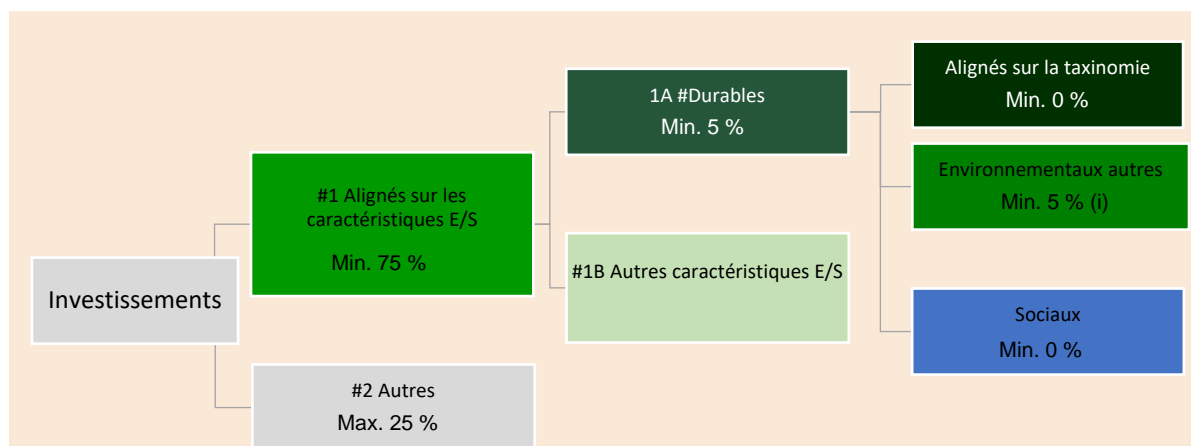 Investissements
#1 Alignés sur les
caractéristiques E/S
Min. 75 %
#2 Autres
Max. 25 %
1A #Durables
Min. 5 %
#1B Autres caractéristiques E/S
Alignés sur la taxinomie
Min. 0 %
Environnementaux autres
Min. 5 % (i)
Sociaux
Min. 0 %